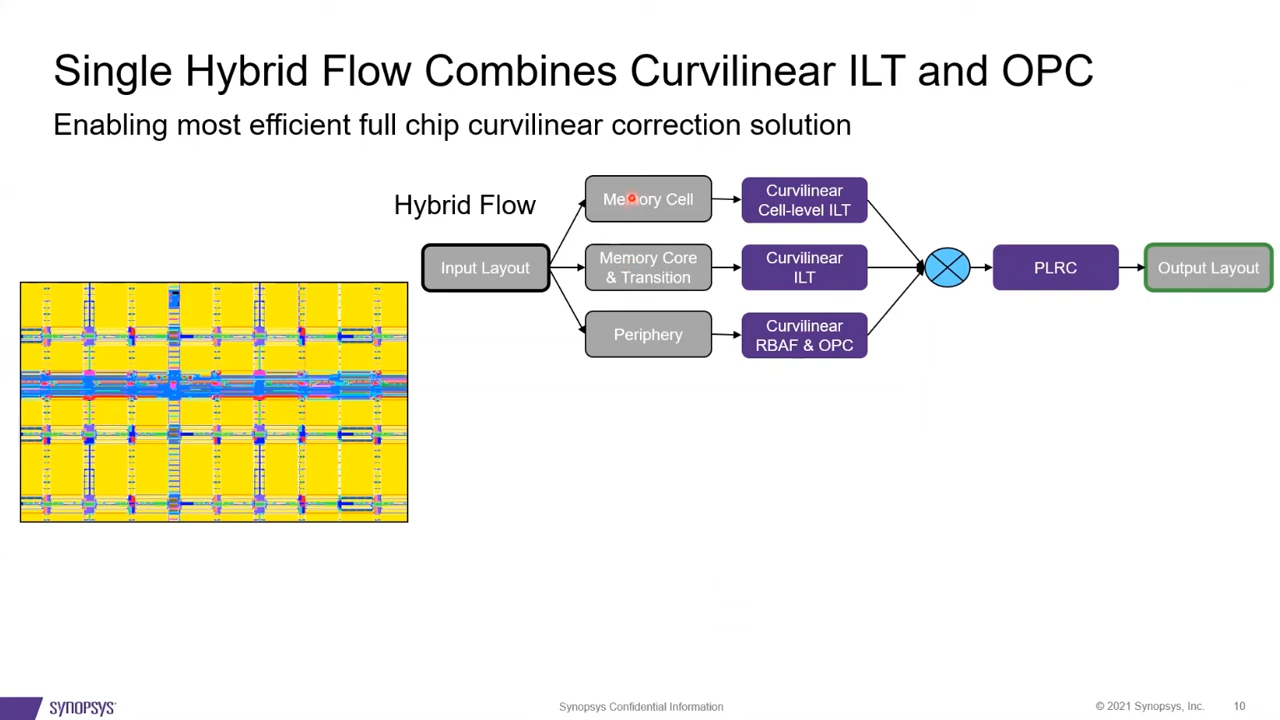 Single Hybrid Flow Combines Curvilinear ILT and OPC
Enabling most efficient full chip curvilinear correction solution
Hybrid Flow
Input Layout
Memory Cell
Curvilinear
Cell-level ILT
Memory Core
& Transition
Curvilinear
ILT
Periphery
Curvilinear
RBAF & OPC
PLRC
Output Layout
SYNOPSYS
Synopsys Confidential Information
© 2021 Synopsys, Inc.
10